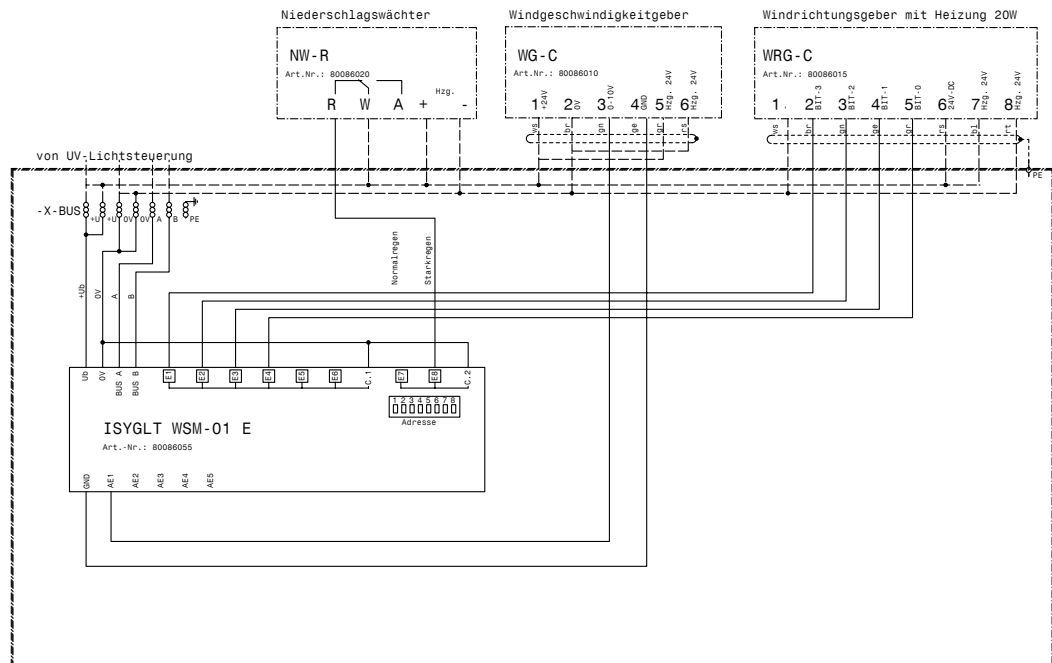 Niederschlagswächter
Windgeschwindigkeitgeber
Windrichtungsgeber mit Heizung 20W
NW-R
Art.Nr.: 80086020
Hzg.
R W A + -
WG-C
Art.Nr.: 80086010
1 +24V
2 0V
3 0-10V
4 GND
5 Hzg. 24V
6 Hzg. 24V
ws br gn ge gr rs
WRG-C
Art.Nr.: 80086015
1
2 BIT-3
3 BIT-2
4 BIT-1
5 BIT-0
6 24V-DC
7 Hzg. 24V
8 Hzg. 24V
ws br gn ge gr rs bl rt
PE
von UV-Lichtsteuerung
-X-BUS
+U +U 0V 0V A B PE
+Ub 0V A B
Normalregen
Starkregen
Ub 0V BUS A BUS B E1 E2 E3 E4 E5 E6 C.1 E7 E8 C.2
1 2 3 4 5 6 7 8
Adresse
ISYGLT WSM-01 E
Art.-Nr.: 80086055
GND AE1 AE2 AE3 AE4 AE5